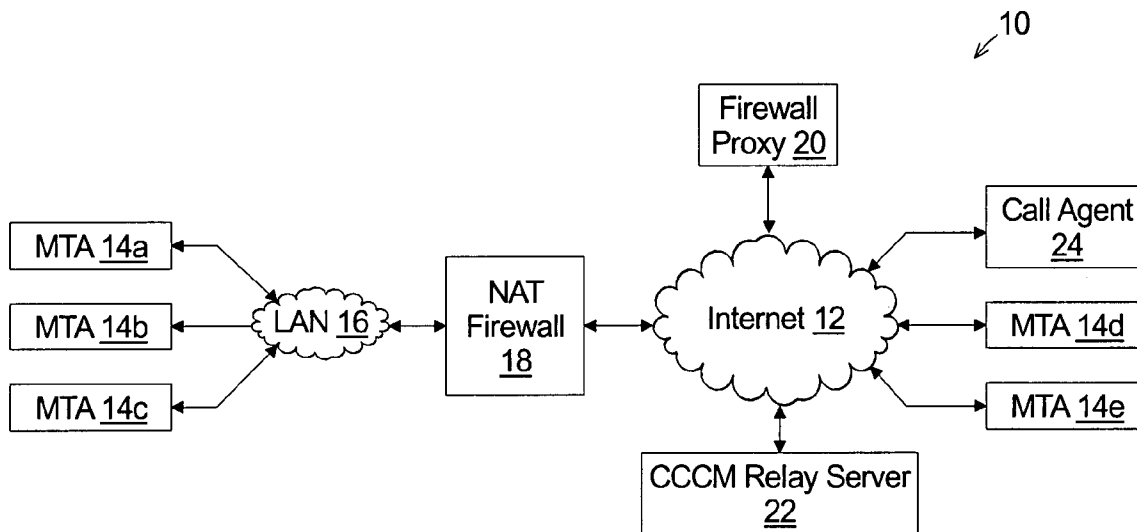 10
Firewall
Proxy 20
Call Agent
24
MTA 14a
MTA 14b
MTA 14c
LAN 16
NAT
Firewall
18
Internet 12
MTA 14d
MTA 14e
CCCM Relay Server
22